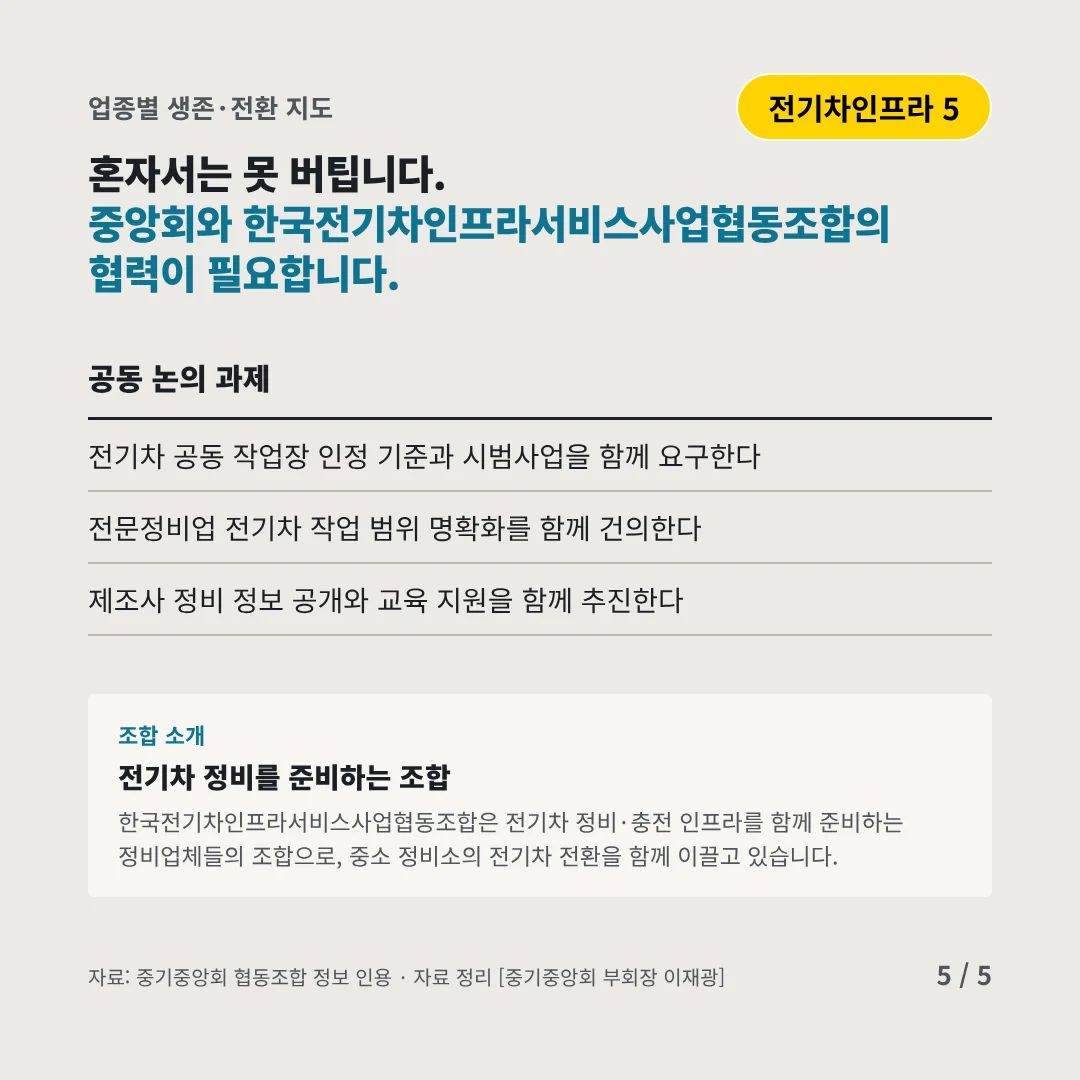 업종별 생존·전환 지도
전기차인프라 5
혼자서는 못 버팁니다.
중앙회와 한국전기차인프라서비스사업협동조합의
협력이 필요합니다.
공동 논의 과제
전기차 공동 작업장 인정 기준과 시범사업을 함께 요구한다
전문정비업 전기차 작업 범위 명확화를 함께 건의한다
제조사 정비 정보 공개와 교육 지원을 함께 추진한다
조합 소개
전기차 정비를 준비하는 조합
한국전기차인프라서비스사업협동조합은 전기차 정비·충전 인프라를 함께 준비하는
정비업체들의 조합으로, 중소 정비소의 전기차 전환을 함께 이끌고 있습니다.
자료: 중기중앙회 협동조합 정보 인용 · 자료 정리 [중기중앙회 부회장 이재광]
5 / 5